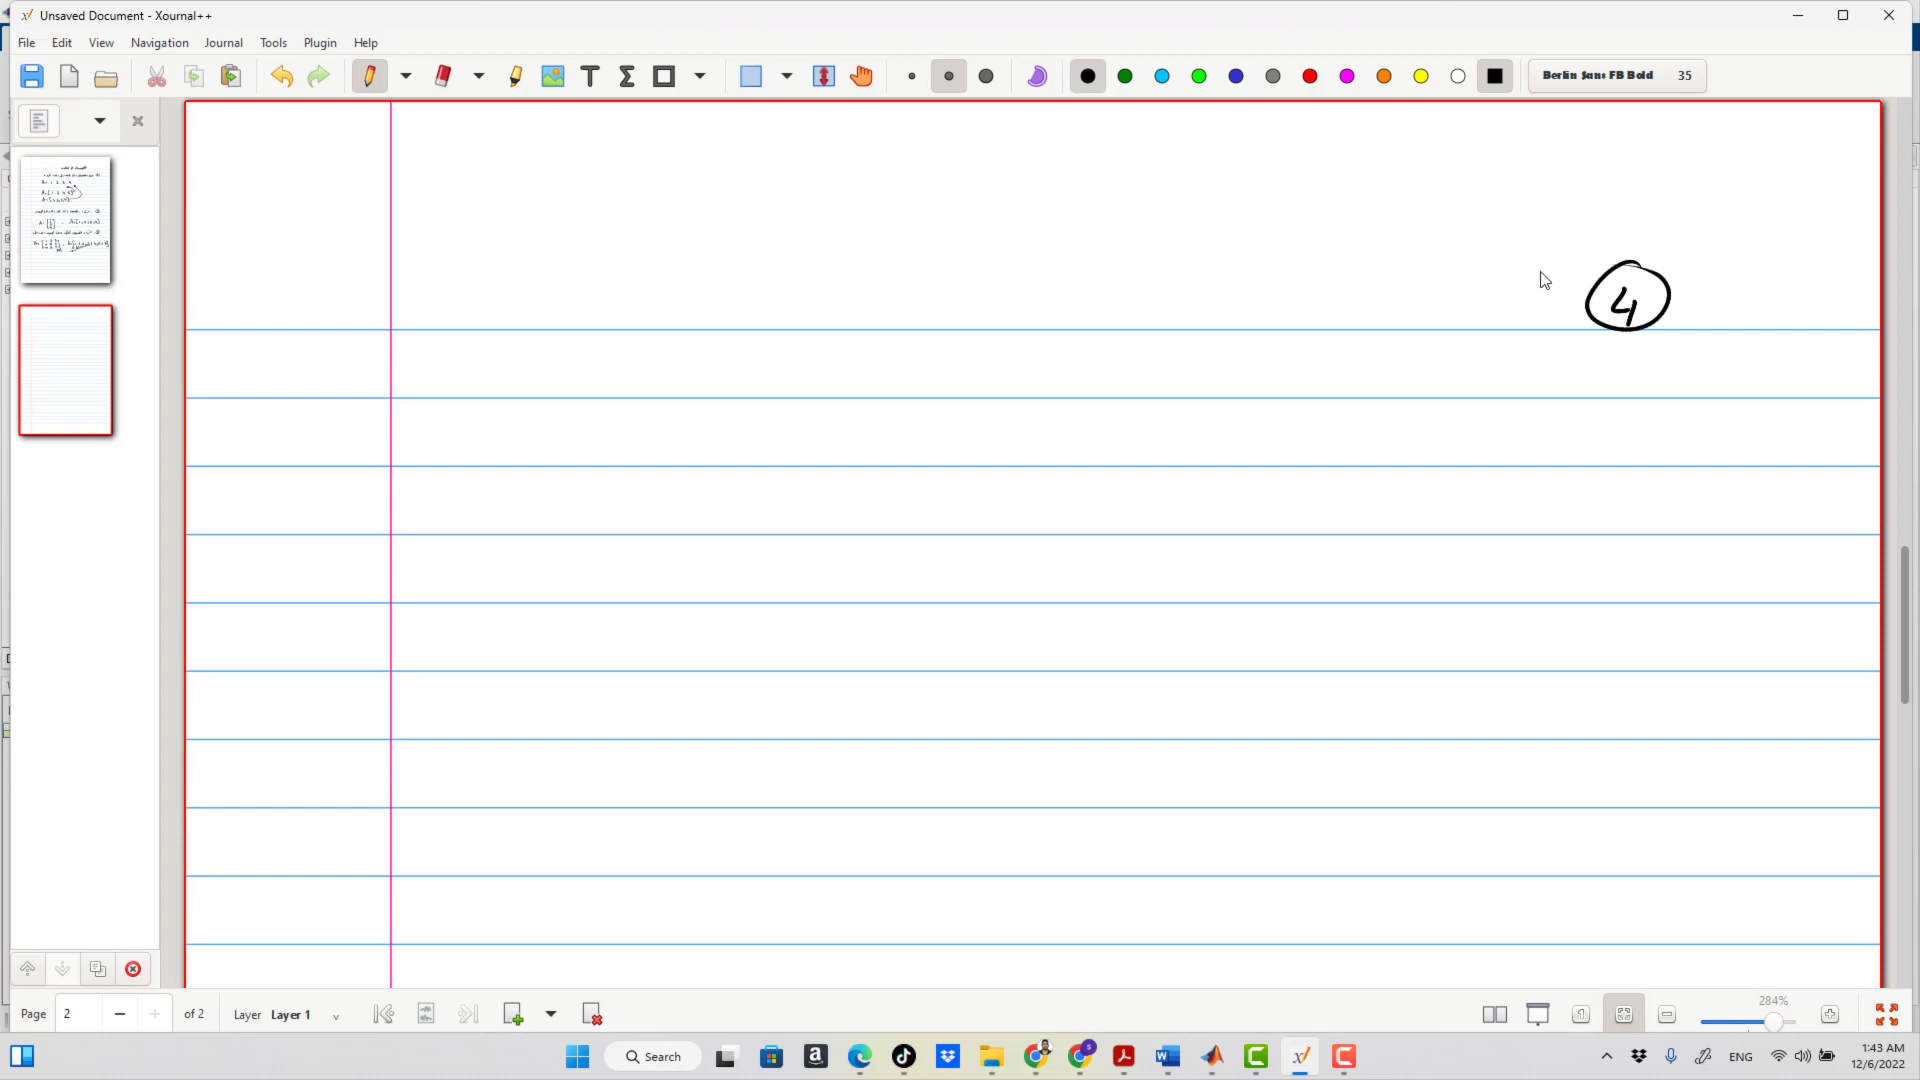 Unsaved Document - Xournal++
File Edit View Navigation Journal Tools Plugin Help
Berlin Sans FB Bold 35
4
284%
Page 2 of 2 Layer Layer 1
Search
ENG
1:43 AM
12/6/2022